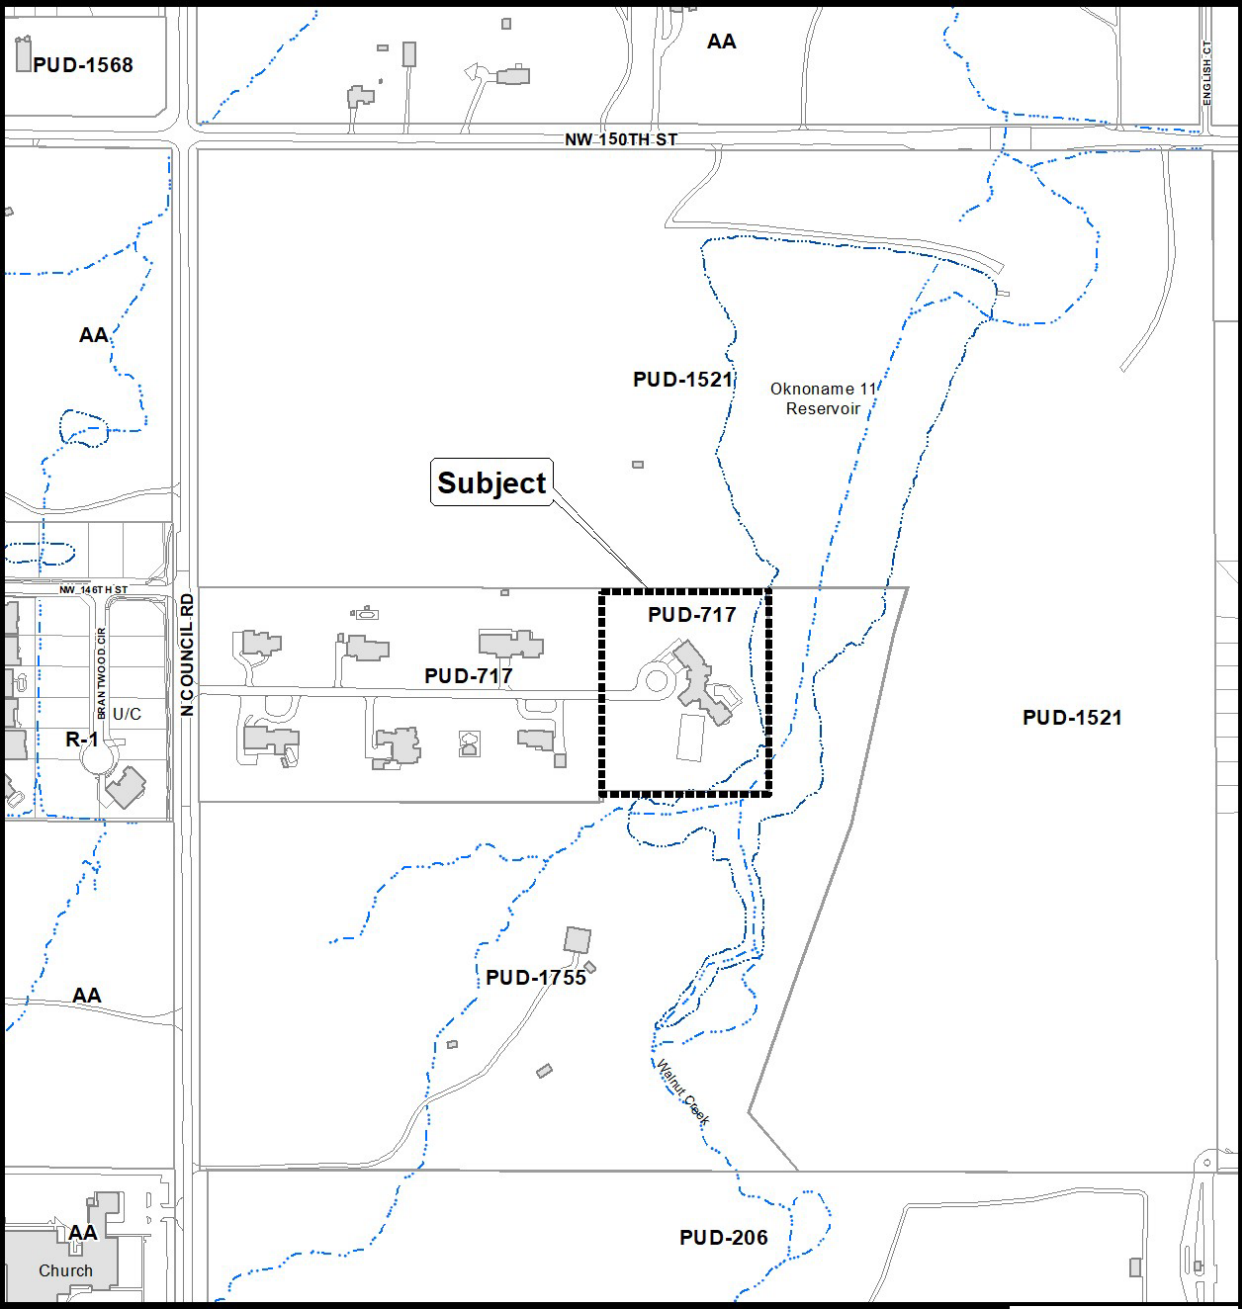 AA
PUD-1568
ENGLISH CT
NW 150TH ST
AA
PUD-1521
Oknoname 11
Reservoir
Subject
NW 146TH ST
N COUNCIL RD
PUD-717
BRANTWOOD CIR
PUD-717
U/C
PUD-1521
R-1
PUD-1755
AA
Walnut Creek
AA
PUD-206
Church